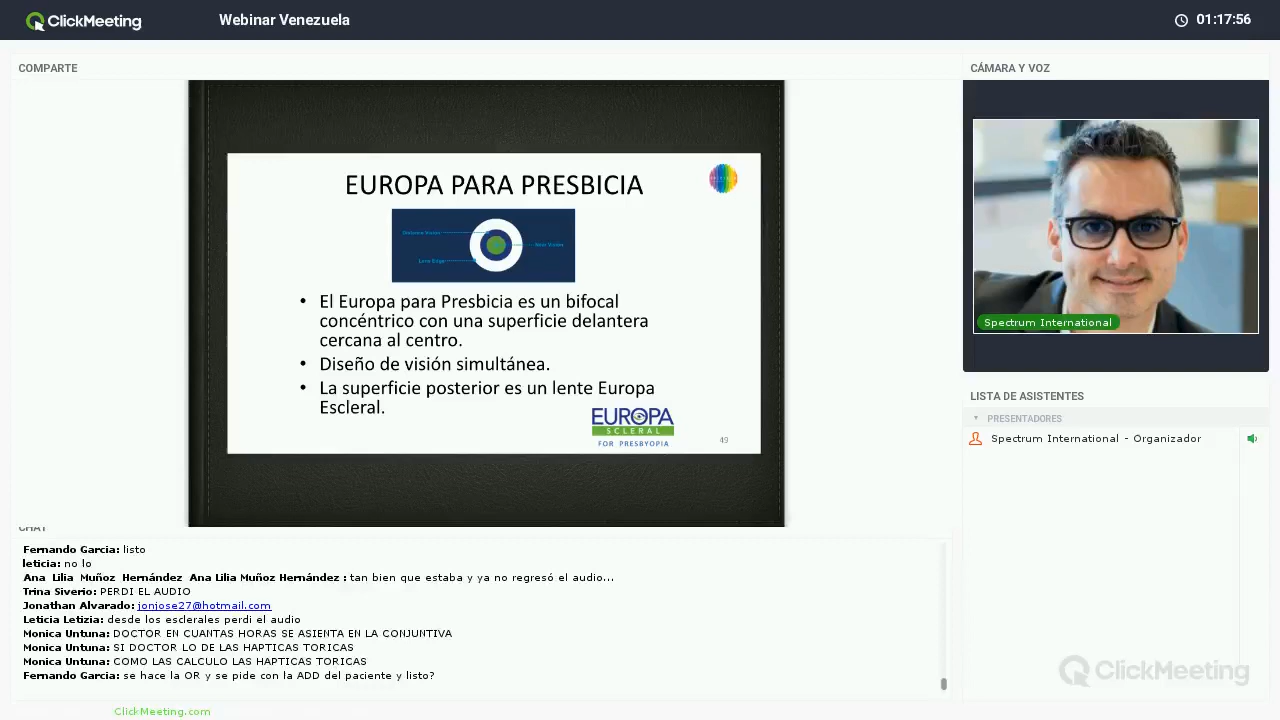 ClickMeeting
Webinar Venezuela
01:17:56
COMPARTE
EUROPA PARA PRESBICIA
Distance Vision
Near Vision
Lens Edge
• El Europa para Presbicia es un bifocal
concéntrico con una superficie delantera
cercana al centro.
• Diseño de visión simultánea.
• La superficie posterior es un lente Europa
Escleral.
EUROPA
SCLERAL
FOR PRESBYOPIA
49
CÁMARA Y VOZ
Spectrum International
LISTA DE ASISTENTES
PRESENTADORES
Spectrum International - Organizador
CHAT
Fernando Garcia: listo
leticia: no lo
Ana Lilia Muñoz Hernández Ana Lilia Muñoz Hernández : tan bien que estaba y ya no regresó el audio...
Trina Siverio: PERDI EL AUDIO
Jonathan Alvarado: jonjose27@hotmail.com
Leticia Letizia: desde los esclerales perdi el audio
Monica Untuna: DOCTOR EN CUANTAS HORAS SE ASIENTA EN LA CONJUNTIVA
Monica Untuna: SI DOCTOR LO DE LAS HAPTICAS TORICAS
Monica Untuna: COMO LAS CALCULO LAS HAPTICAS TORICAS
Fernando Garcia: se hace la OR y se pide con la ADD del paciente y listo?
ClickMeeting
ClickMeeting.com